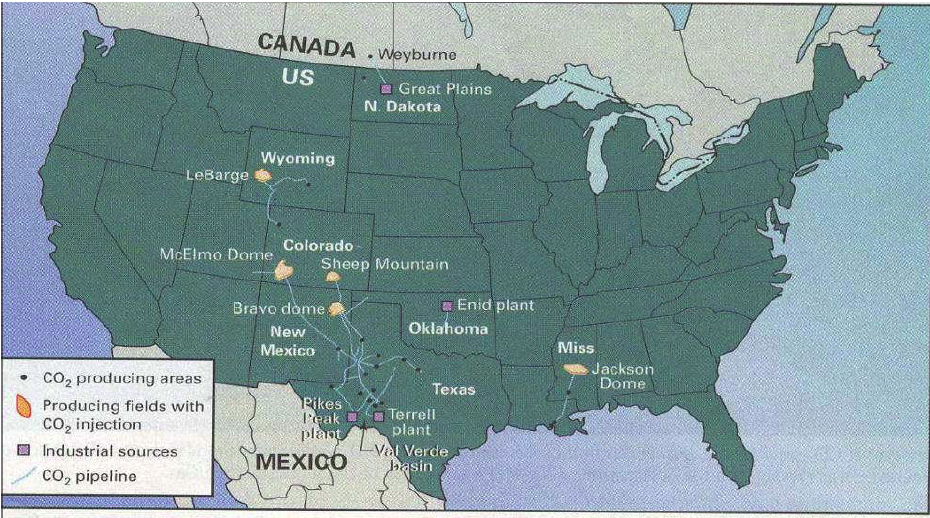 CANADA
Weyburne
US
Great Plains
N. Dakota
Wyoming
LeBarge
Colorado
McElmo Dome
Sheep Mountain
Bravo dome
Enid plant
Oklahoma
New
Mexico
Miss
Jackson
Dome
Texas
Pikes
Peak
plant
Terrell
plant
Val Verde
basin
MEXICO
CO2 producing areas
Producing fields with
CO2 injection
Industrial sources
CO2 pipeline